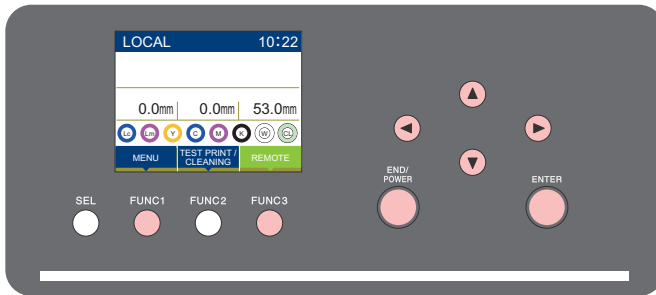 LOCAL 10:22
0.0mm 0.0mm 53.0mm
Lc Lm Y C M K W CL
MENU TEST PRINT / CLEANING REMOTE
END/
POWER
ENTER
SEL FUNC1 FUNC2 FUNC3